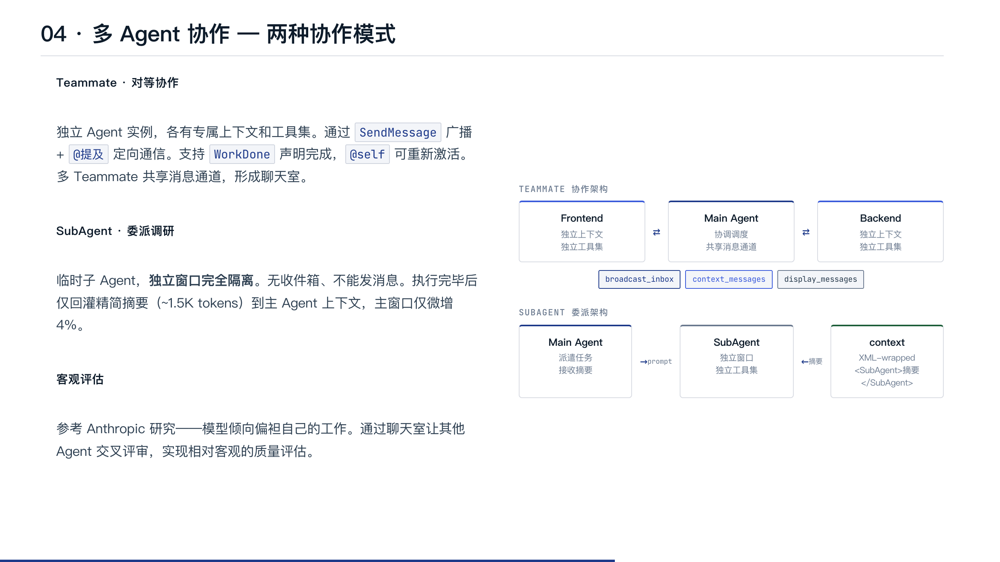 04 · 多 Agent 协作 — 两种协作模式
Teammate · 对等协作
独立 Agent 实例，各有专属上下文和工具集。通过 SendMessage 广播
+ @提及 定向通信。支持 WorkDone 声明完成， @self 可重新激活。
多 Teammate 共享消息通道，形成聊天室。
SubAgent · 委派调研
临时子 Agent，独立窗口完全隔离。无收件箱、不能发消息。执行完毕后
仅回灌精简摘要（~1.5K tokens）到主 Agent 上下文，主窗口仅微增
4%。
客观评估
参考 Anthropic 研究——模型倾向偏袒自己的工作。通过聊天室让其他
Agent 交叉评审，实现相对客观的质量评估。
TEAMMATE 协作架构
Frontend
独立上下文
独立工具集
⇄
Main Agent
协调调度
共享消息通道
⇄
Backend
独立上下文
独立工具集
broadcast_inbox
context_messages
display_messages
SUBAGENT 委派架构
Main Agent
派遣任务
接收摘要
→prompt
SubAgent
独立窗口
独立工具集
←摘要
context
XML-wrapped
<SubAgent>摘要
</SubAgent>